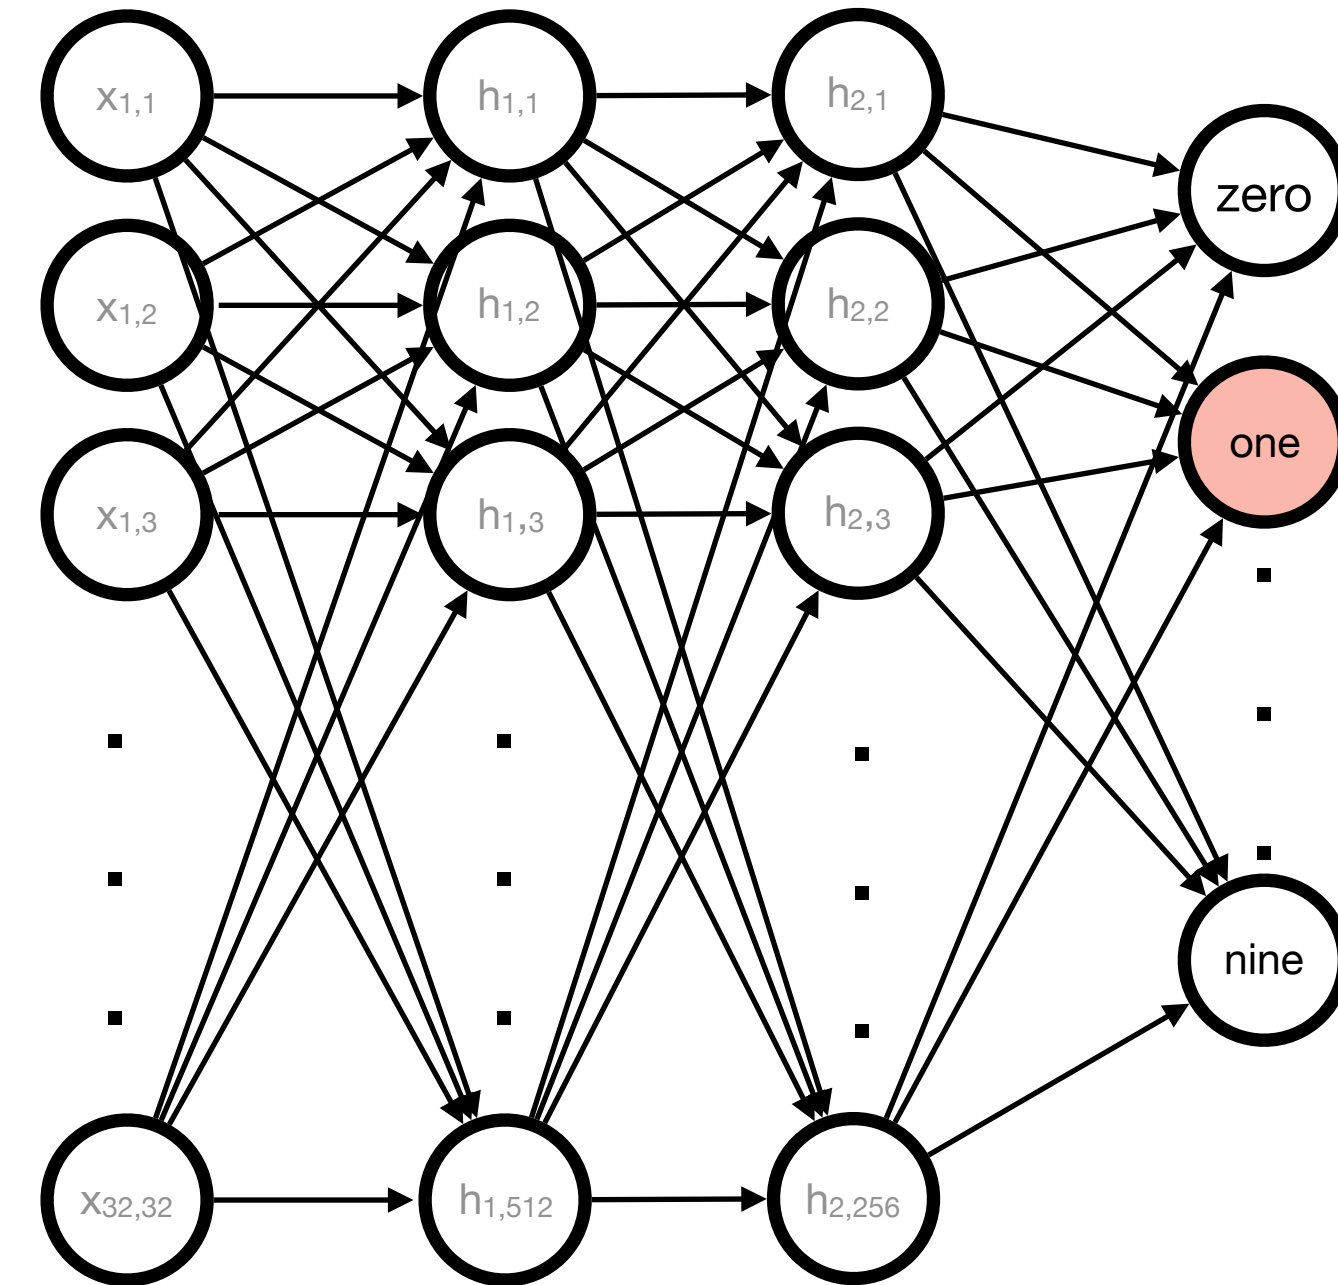 x1,1
x1,2
x1,3
x32,32
h1,1
h1,2
h1,3
h1,512
h2,1
h2,2
h2,3
h2,256
zero
one
nine